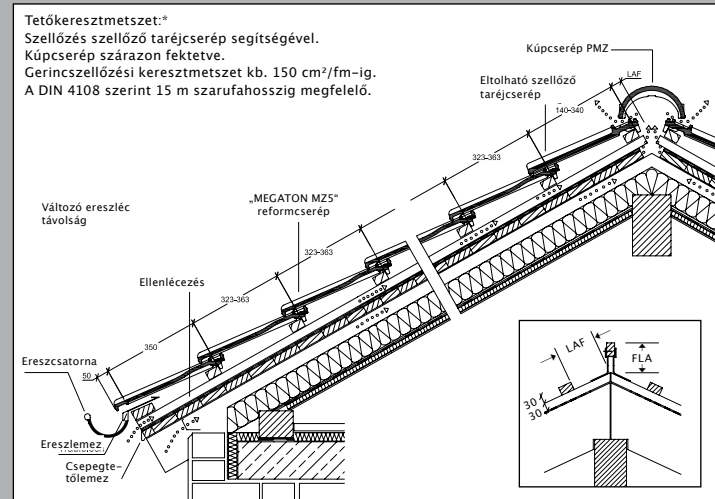 Tetőkeresztmetszet:*
Szellőzés szellőző taréjcserép segítségével.
Kúpcserép szárazon fektetve.
Gerincszellőzési keresztmetszet kb. 150 cm²/fm-ig.
A DIN 4108 szerint 15 m szarufahosszig megfelelő.
Kúpcserép PMZ
LAF
Eltolható szellőző
taréjcserép
140-340
323-363
Változó ereszléc
távolság
„MEGATON MZ5“
reformcserép
323-363
323-363
Ellenlécezés
323-363
350
Ereszcsatorna
50
Ereszlemez
Csepegte-
tőlemez
LAF
FLA
30
30